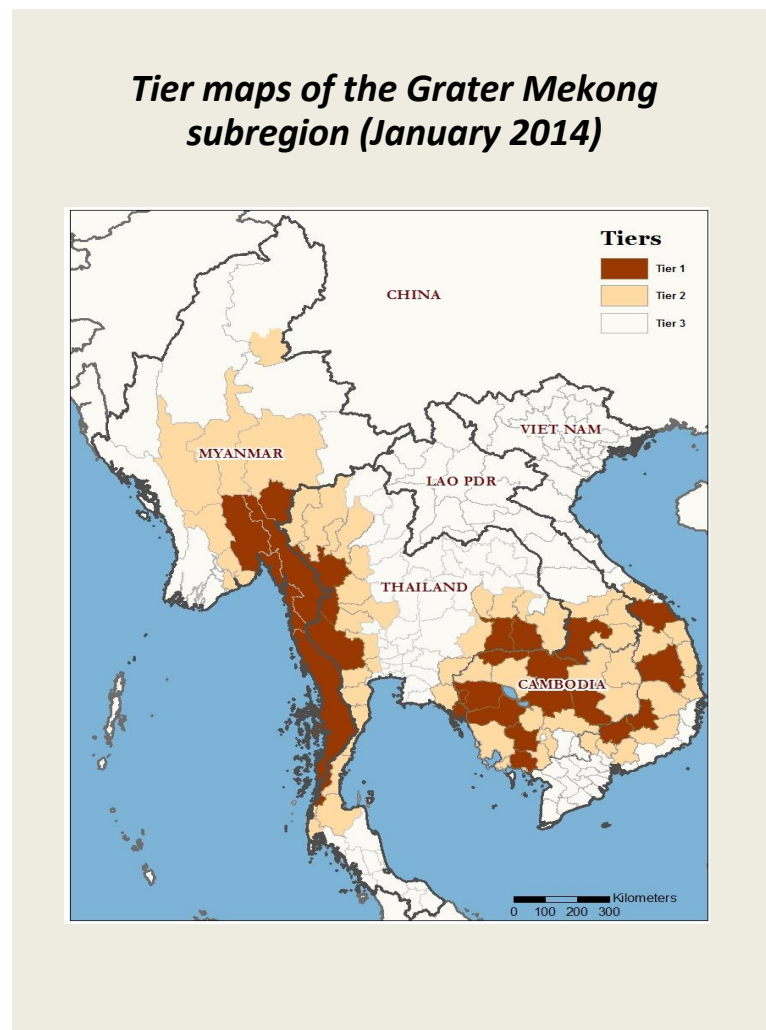 Tier maps of the Grater Mekong
subregion (January 2014)
Tiers
Tier 1
Tier 2
Tier 3
CHINA
VIET NAM
MYANMAR
LAO PDR
THAILAND
CAMBODIA
Kilometers
0 100 200 300